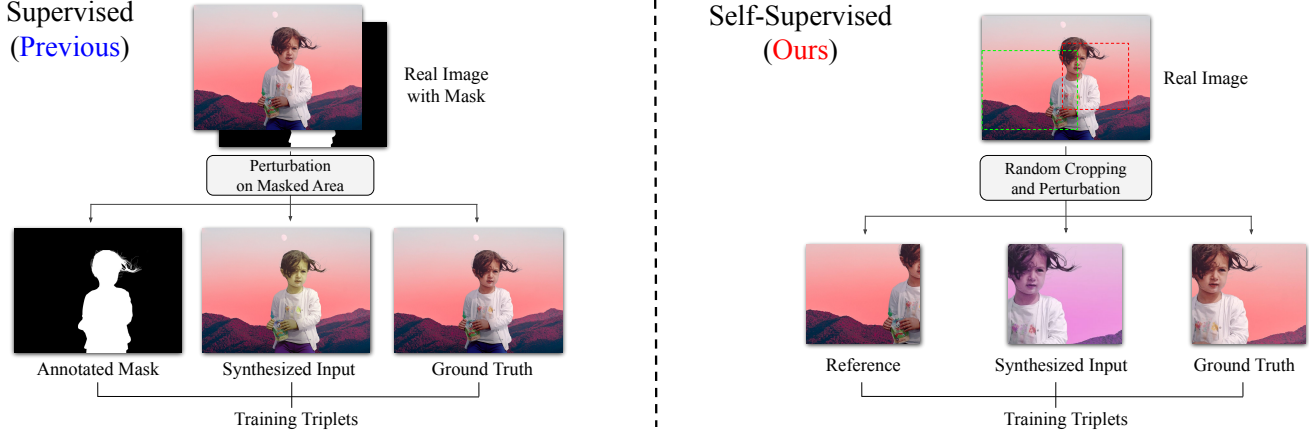 Supervised
(Previous)
Real Image
with Mask
Perturbation
on Masked Area
Annotated Mask
Synthesized Input
Ground Truth
Training Triplets
Self-Supervised
(Ours)
Real Image
Random Cropping
and Perturbation
Reference
Synthesized Input
Ground Truth
Training Triplets